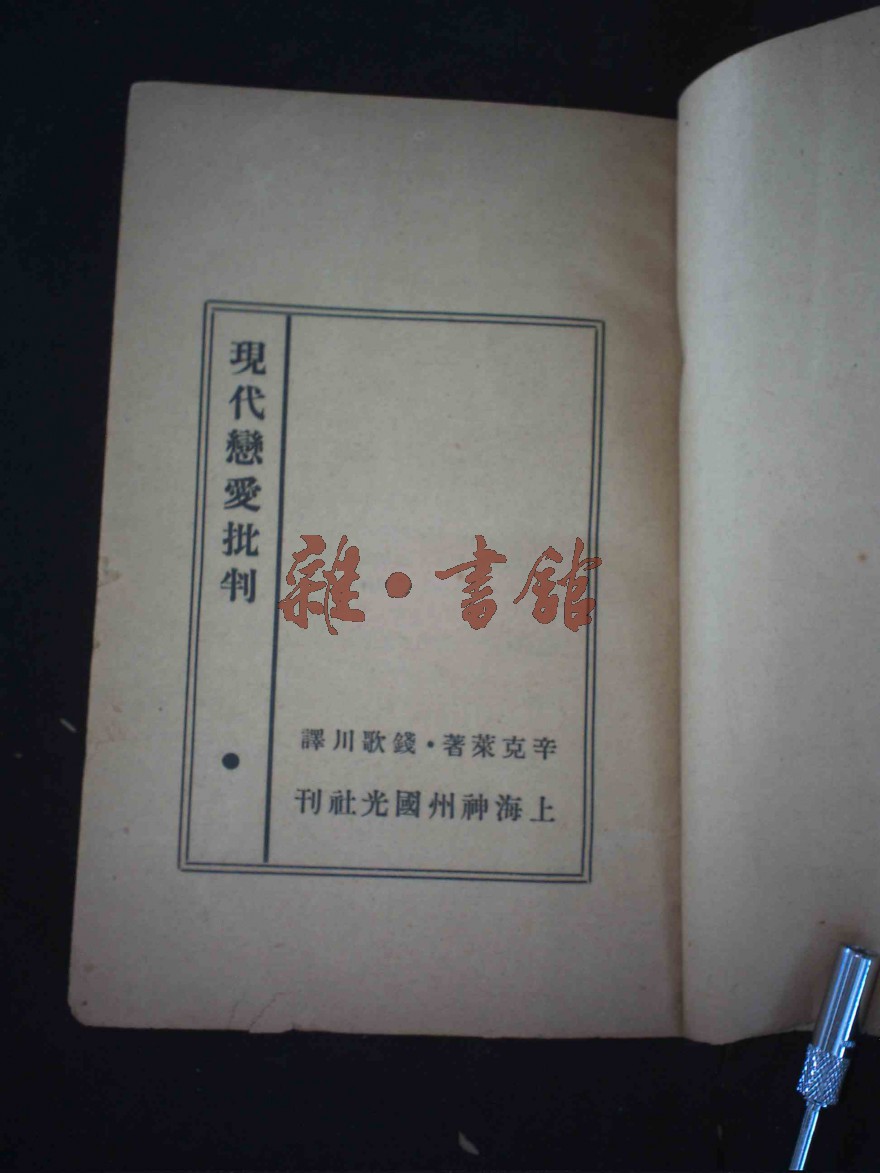 現代戀愛批判
雜·書館
辛克萊著·錢歌川譯
上海神州國光社刊